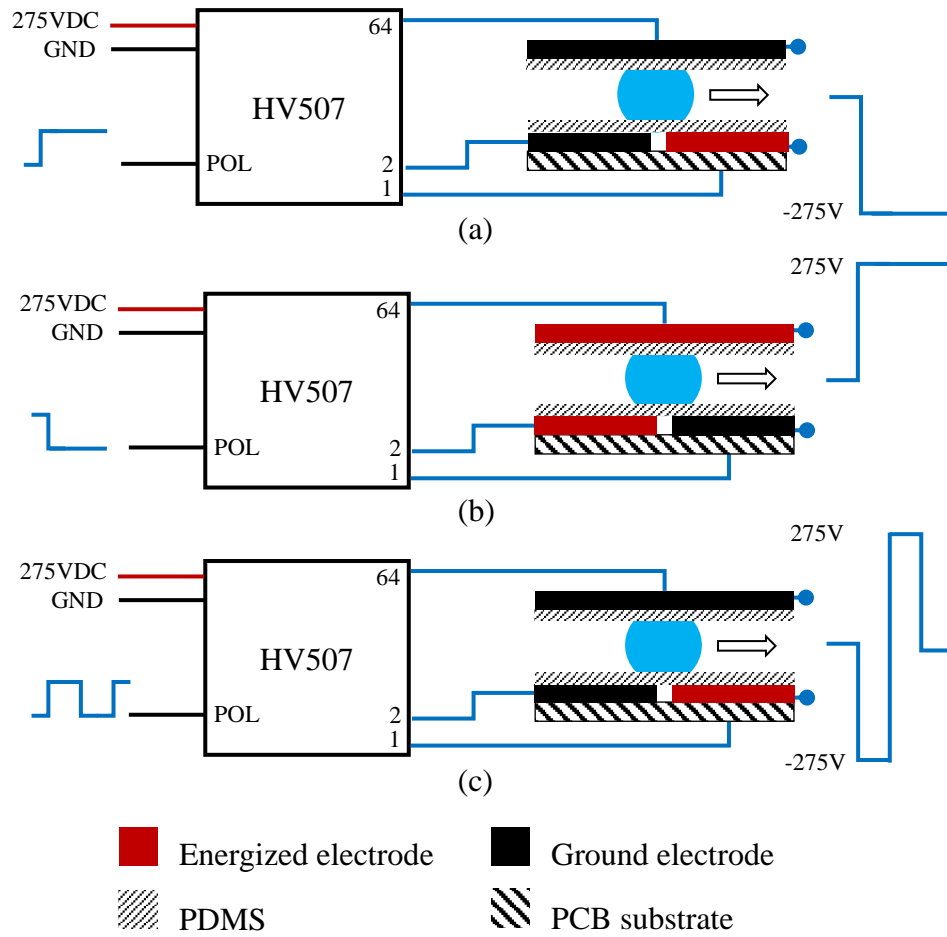 275VDC
GND
64
HV507
POL
2
1
-275V
(a)
275V
275VDC
GND
64
HV507
POL
2
1
(b)
275V
275VDC
GND
64
HV507
POL
2
1
-275V
(c)
Energized electrode
Ground electrode
PDMS
PCB substrate